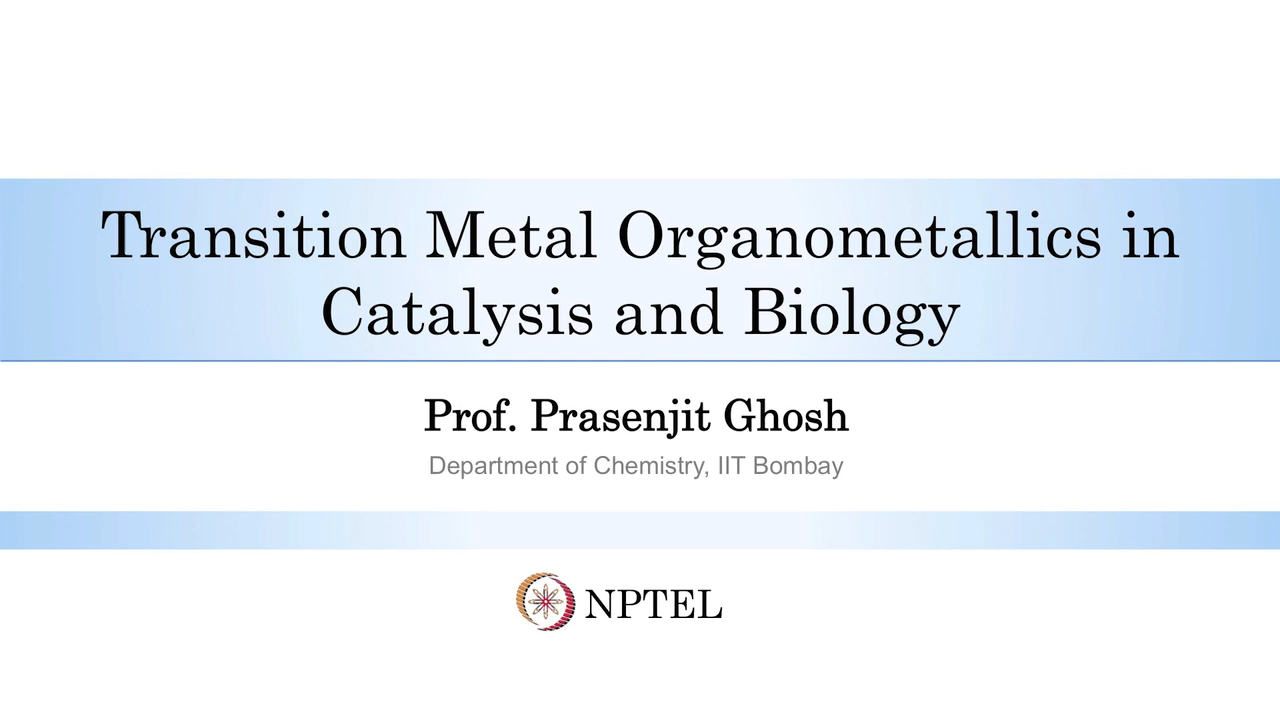 Transition Metal Organometallics in
Catalysis and Biology
Prof. Prasenjit Ghosh
Department of Chemistry, IIT Bombay
NPTEL